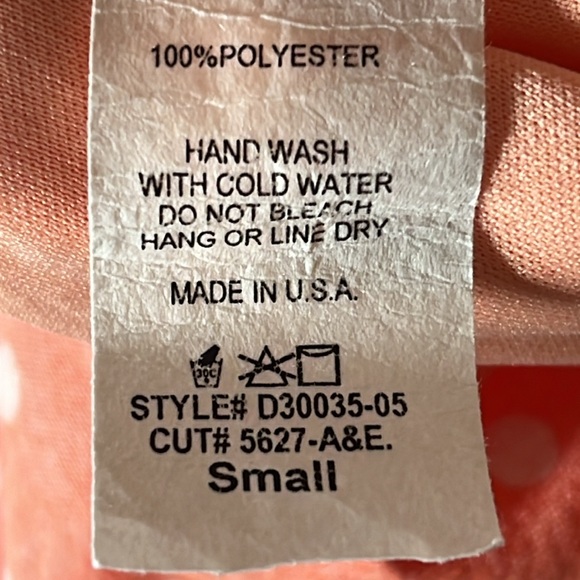 100%POLYESTER
HAND WASH
WITH COLD WATER
DO NOT BLEACH
HANG OR LINE DRY
MADE IN U.S.A.
30C
STYLE# D30035-05
CUT# 5627-A&E.
Small